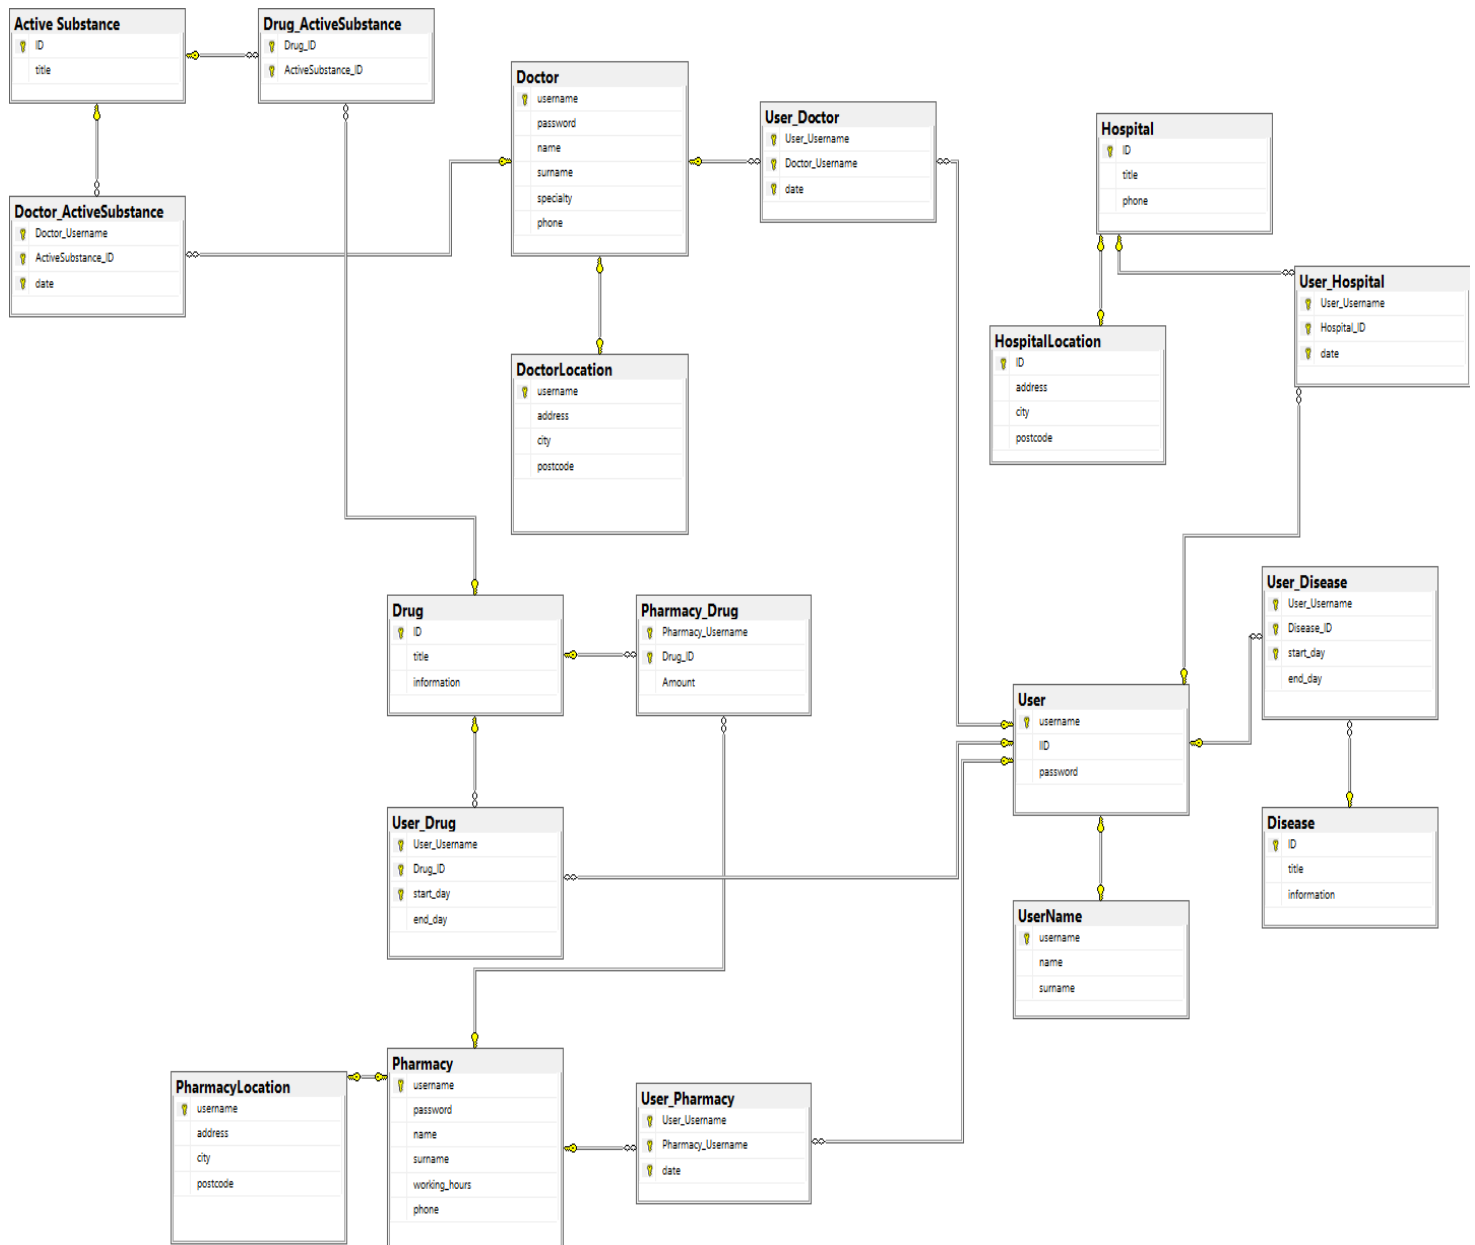 Active Substance
ID
title
Drug_ActiveSubstance
Drug_ID
ActiveSubstance_ID
Doctor
username
password
name
surname
specialty
phone
User_Doctor
User_Username
Doctor_Username
date
Hospital
ID
title
phone
Doctor_ActiveSubstance
Doctor_Username
ActiveSubstance_ID
date
User_Hospital
User_Username
Hospital_ID
date
HospitalLocation
ID
address
city
postcode
DoctorLocation
username
address
city
postcode
Drug
ID
title
information
Pharmacy_Drug
Pharmacy_Username
Drug_ID
Amount
User_Disease
User_Username
Disease_ID
start_day
end_day
User
username
IID
password
User_Drug
User_Username
Drug_ID
start_day
end_day
Disease
ID
title
information
UserName
username
name
surname
PharmacyLocation
username
address
city
postcode
Pharmacy
username
password
name
surname
working_hours
phone
User_Pharmacy
User_Username
Pharmacy_Username
date